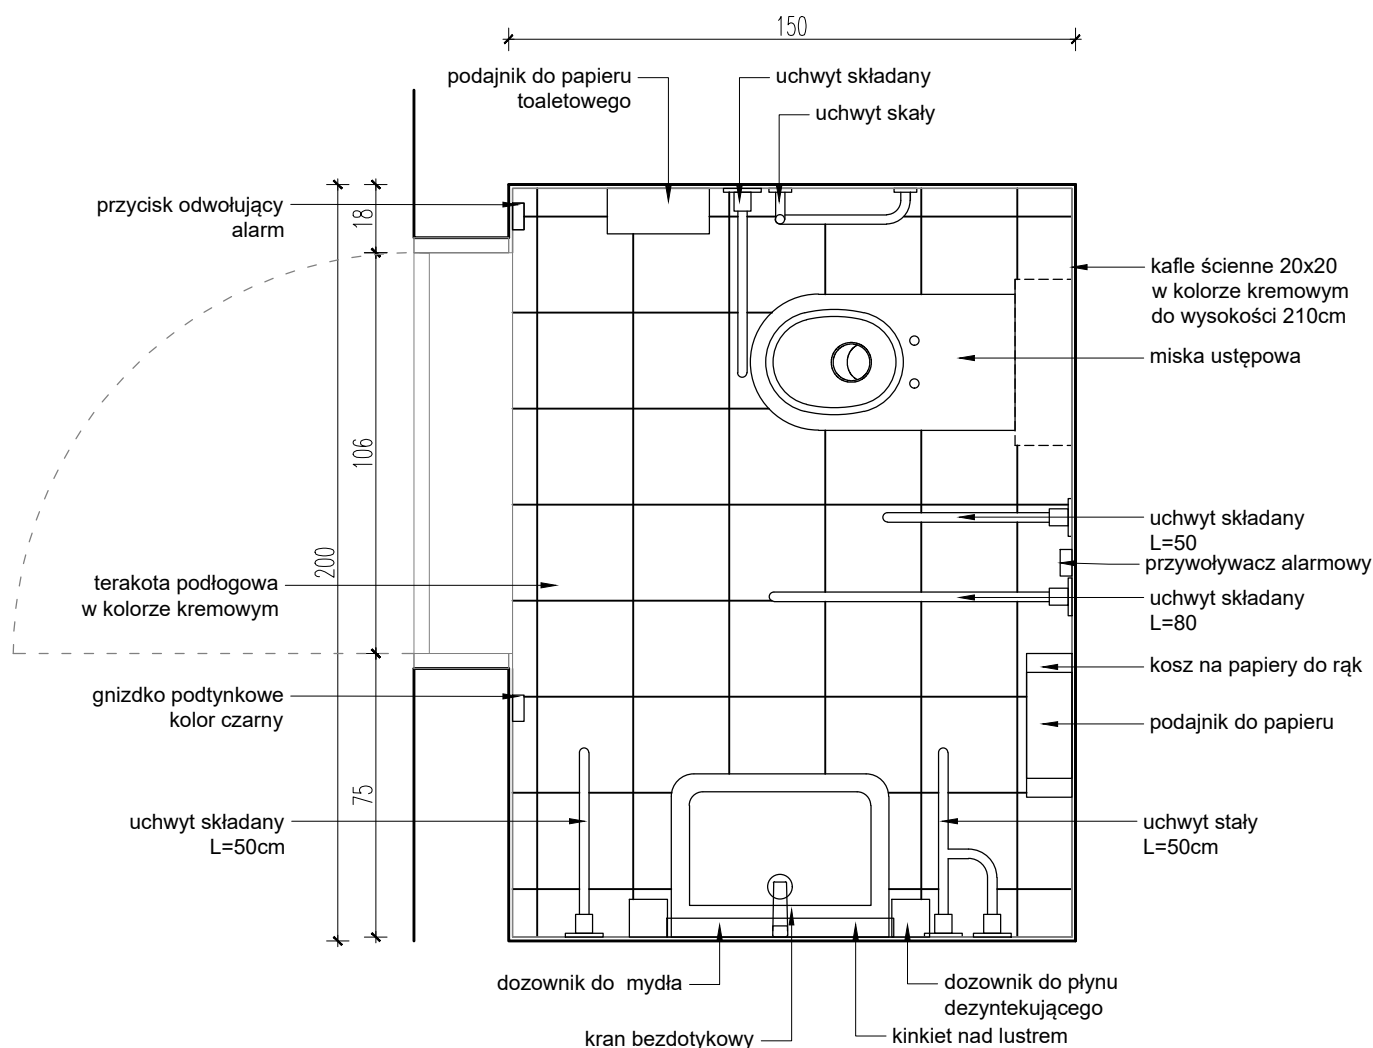 150
podajnik do papieru
toaletowego
uchwyt składany
uchwyt skały
przycisk odwołujący
alarm
18
kafle ścienne 20x20
w kolorze kremowym
do wysokości 210cm
miska ustępowa
106
200
uchwyt składany
L=50
przywoływacz alarmowy
terakota podłogowa
w kolorze kremowym
uchwyt składany
L=80
kosz na papiery do rąk
gnizdko podtynkowe
kolor czarny
podajnik do papieru
75
uchwyt składany
L=50cm
uchwyt stały
L=50cm
dozownik do  mydła
dozownik do płynu
dezyntekującego
kran bezdotykowy
kinkiet nad lustrem